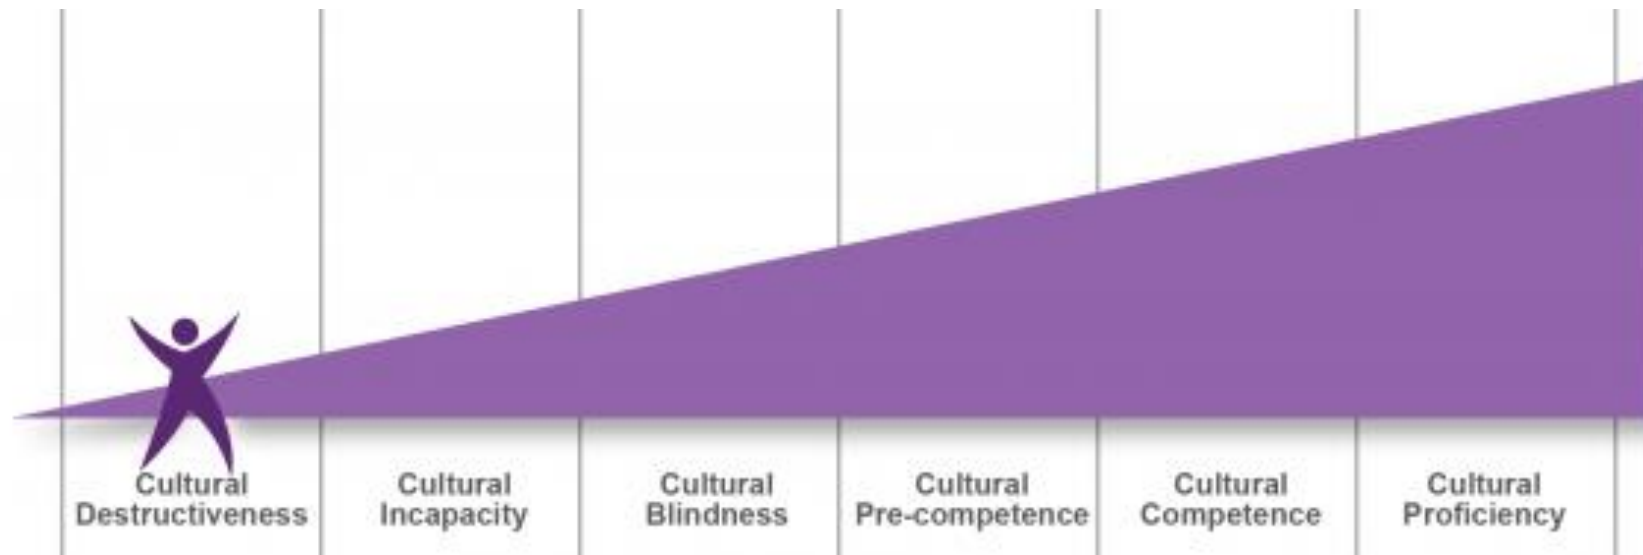 Cultural
Destructiveness
Cultural
Incapacity
Cultural
Blindness
Cultural
Pre-competence
Cultural
Competence
Cultural
Proficiency